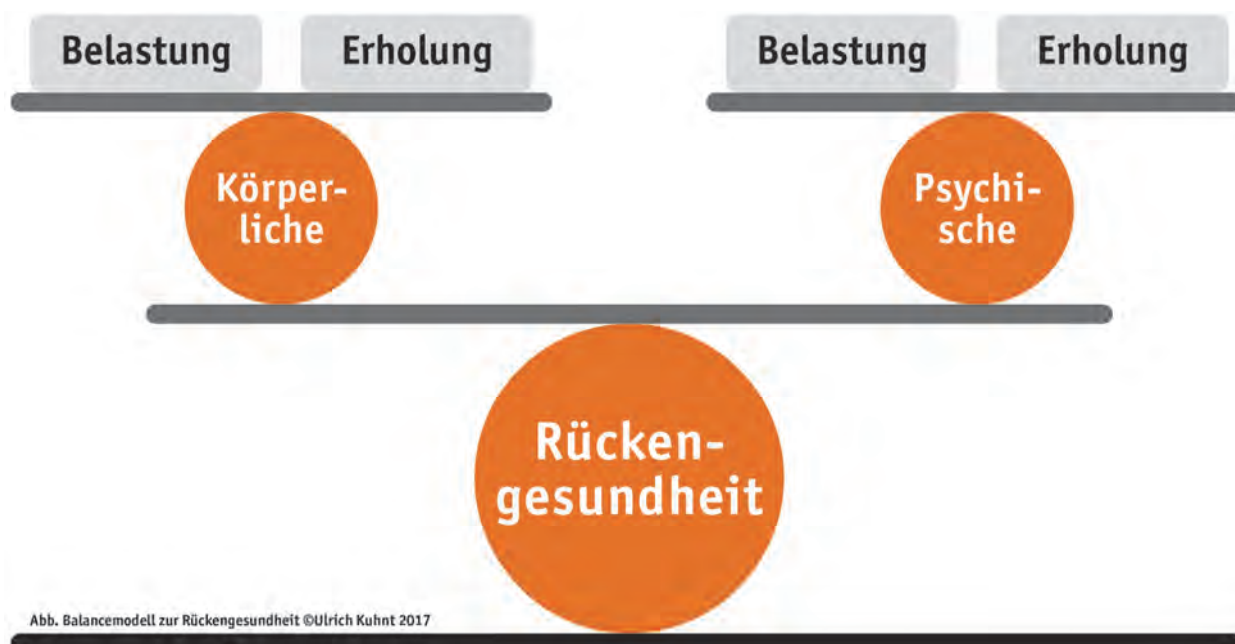 Belastung Erholung Belastung Erholung
Körper-
liche
Psychi-
sche
Rücken-
gesundheit
Abb. Balancemodell zur Rückengesundheit ©Ulrich Kuhnt 2017